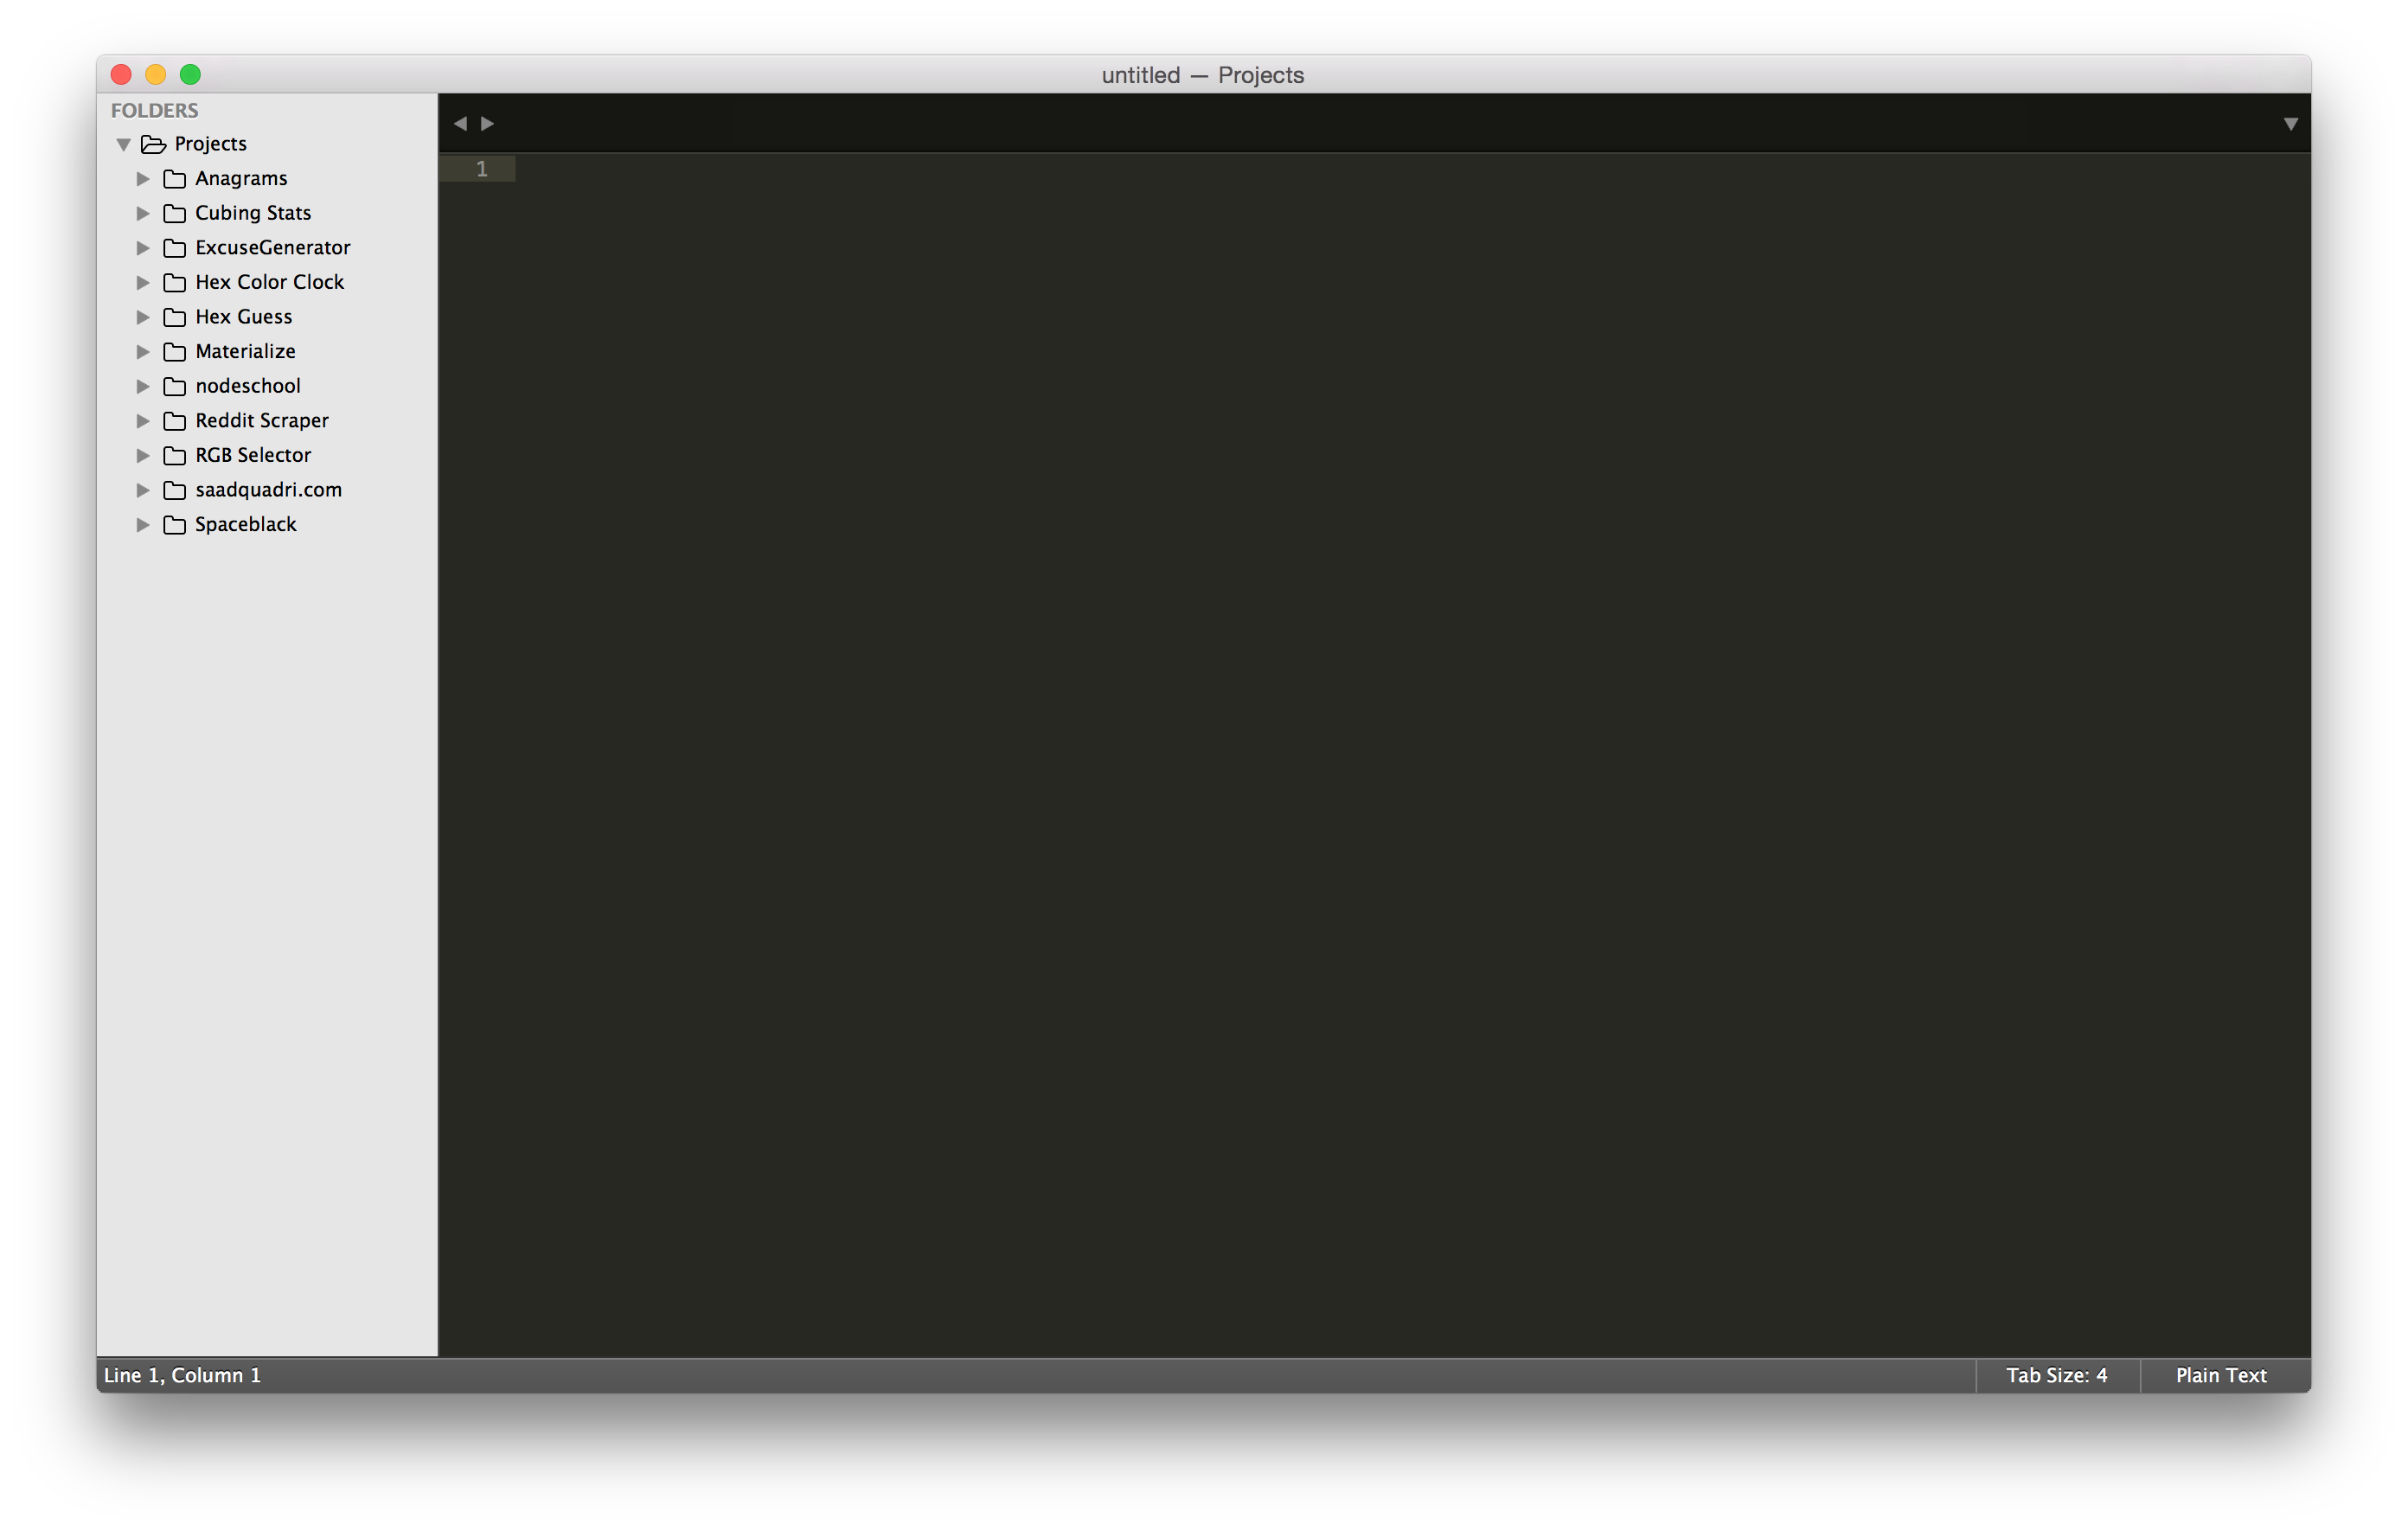 untitled — Projects
FOLDERS
Projects
Anagrams
Cubing Stats
ExcuseGenerator
Hex Color Clock
Hex Guess
Materialize
nodeschool
Reddit Scraper
RGB Selector
saadquadri.com
Spaceblack
1
Line 1, Column 1
Tab Size: 4
Plain Text